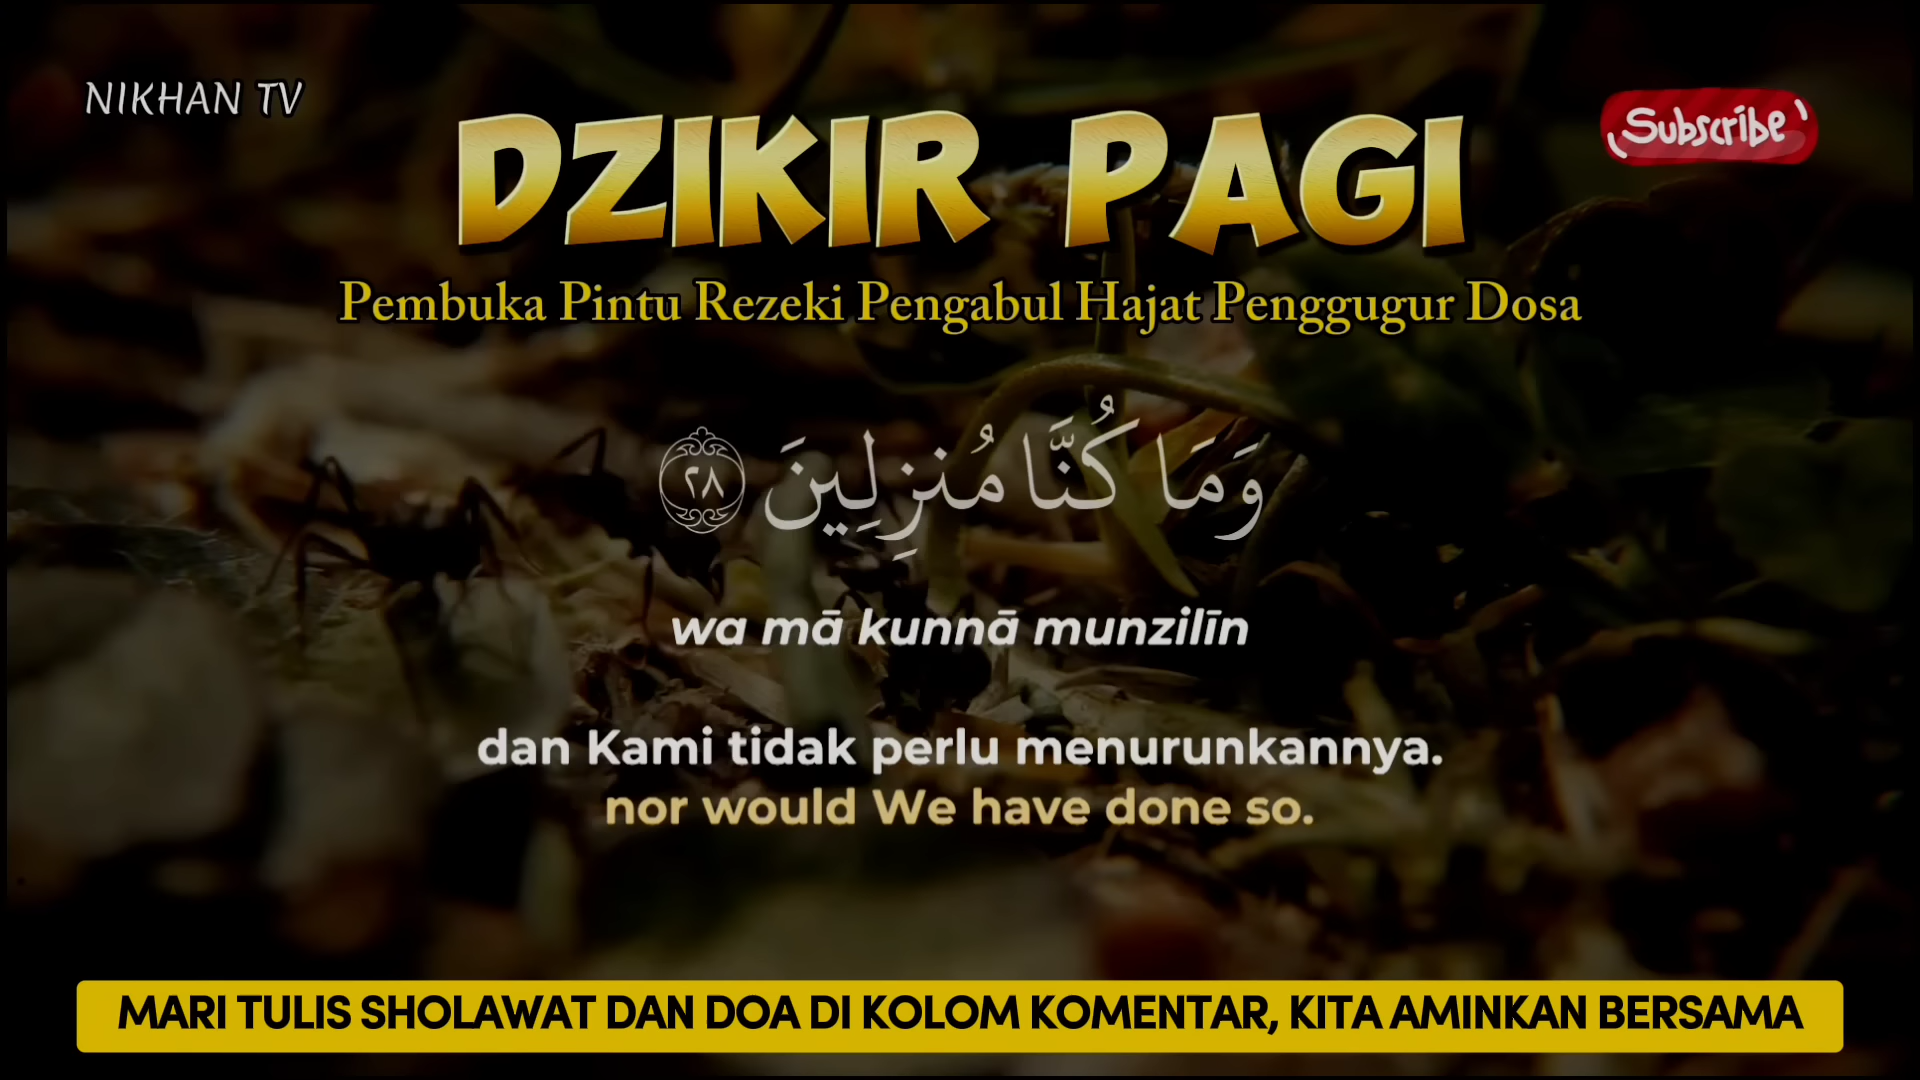 NIKHAN TV
DZIKIR PAGI
Subscribe
Pembuka Pintu Rezeki Pengabul Hajat Penggugur Dosa
وَمَا كُنَّا مُنزِلِينَ ٢٨
wa mā kunnā munzilīn
dan Kami tidak perlu menurunkannya.
nor would We have done so.
MARI TULIS SHOLAWAT DAN DOA DI KOLOM KOMENTAR, KITA AMINKAN BERSAMA